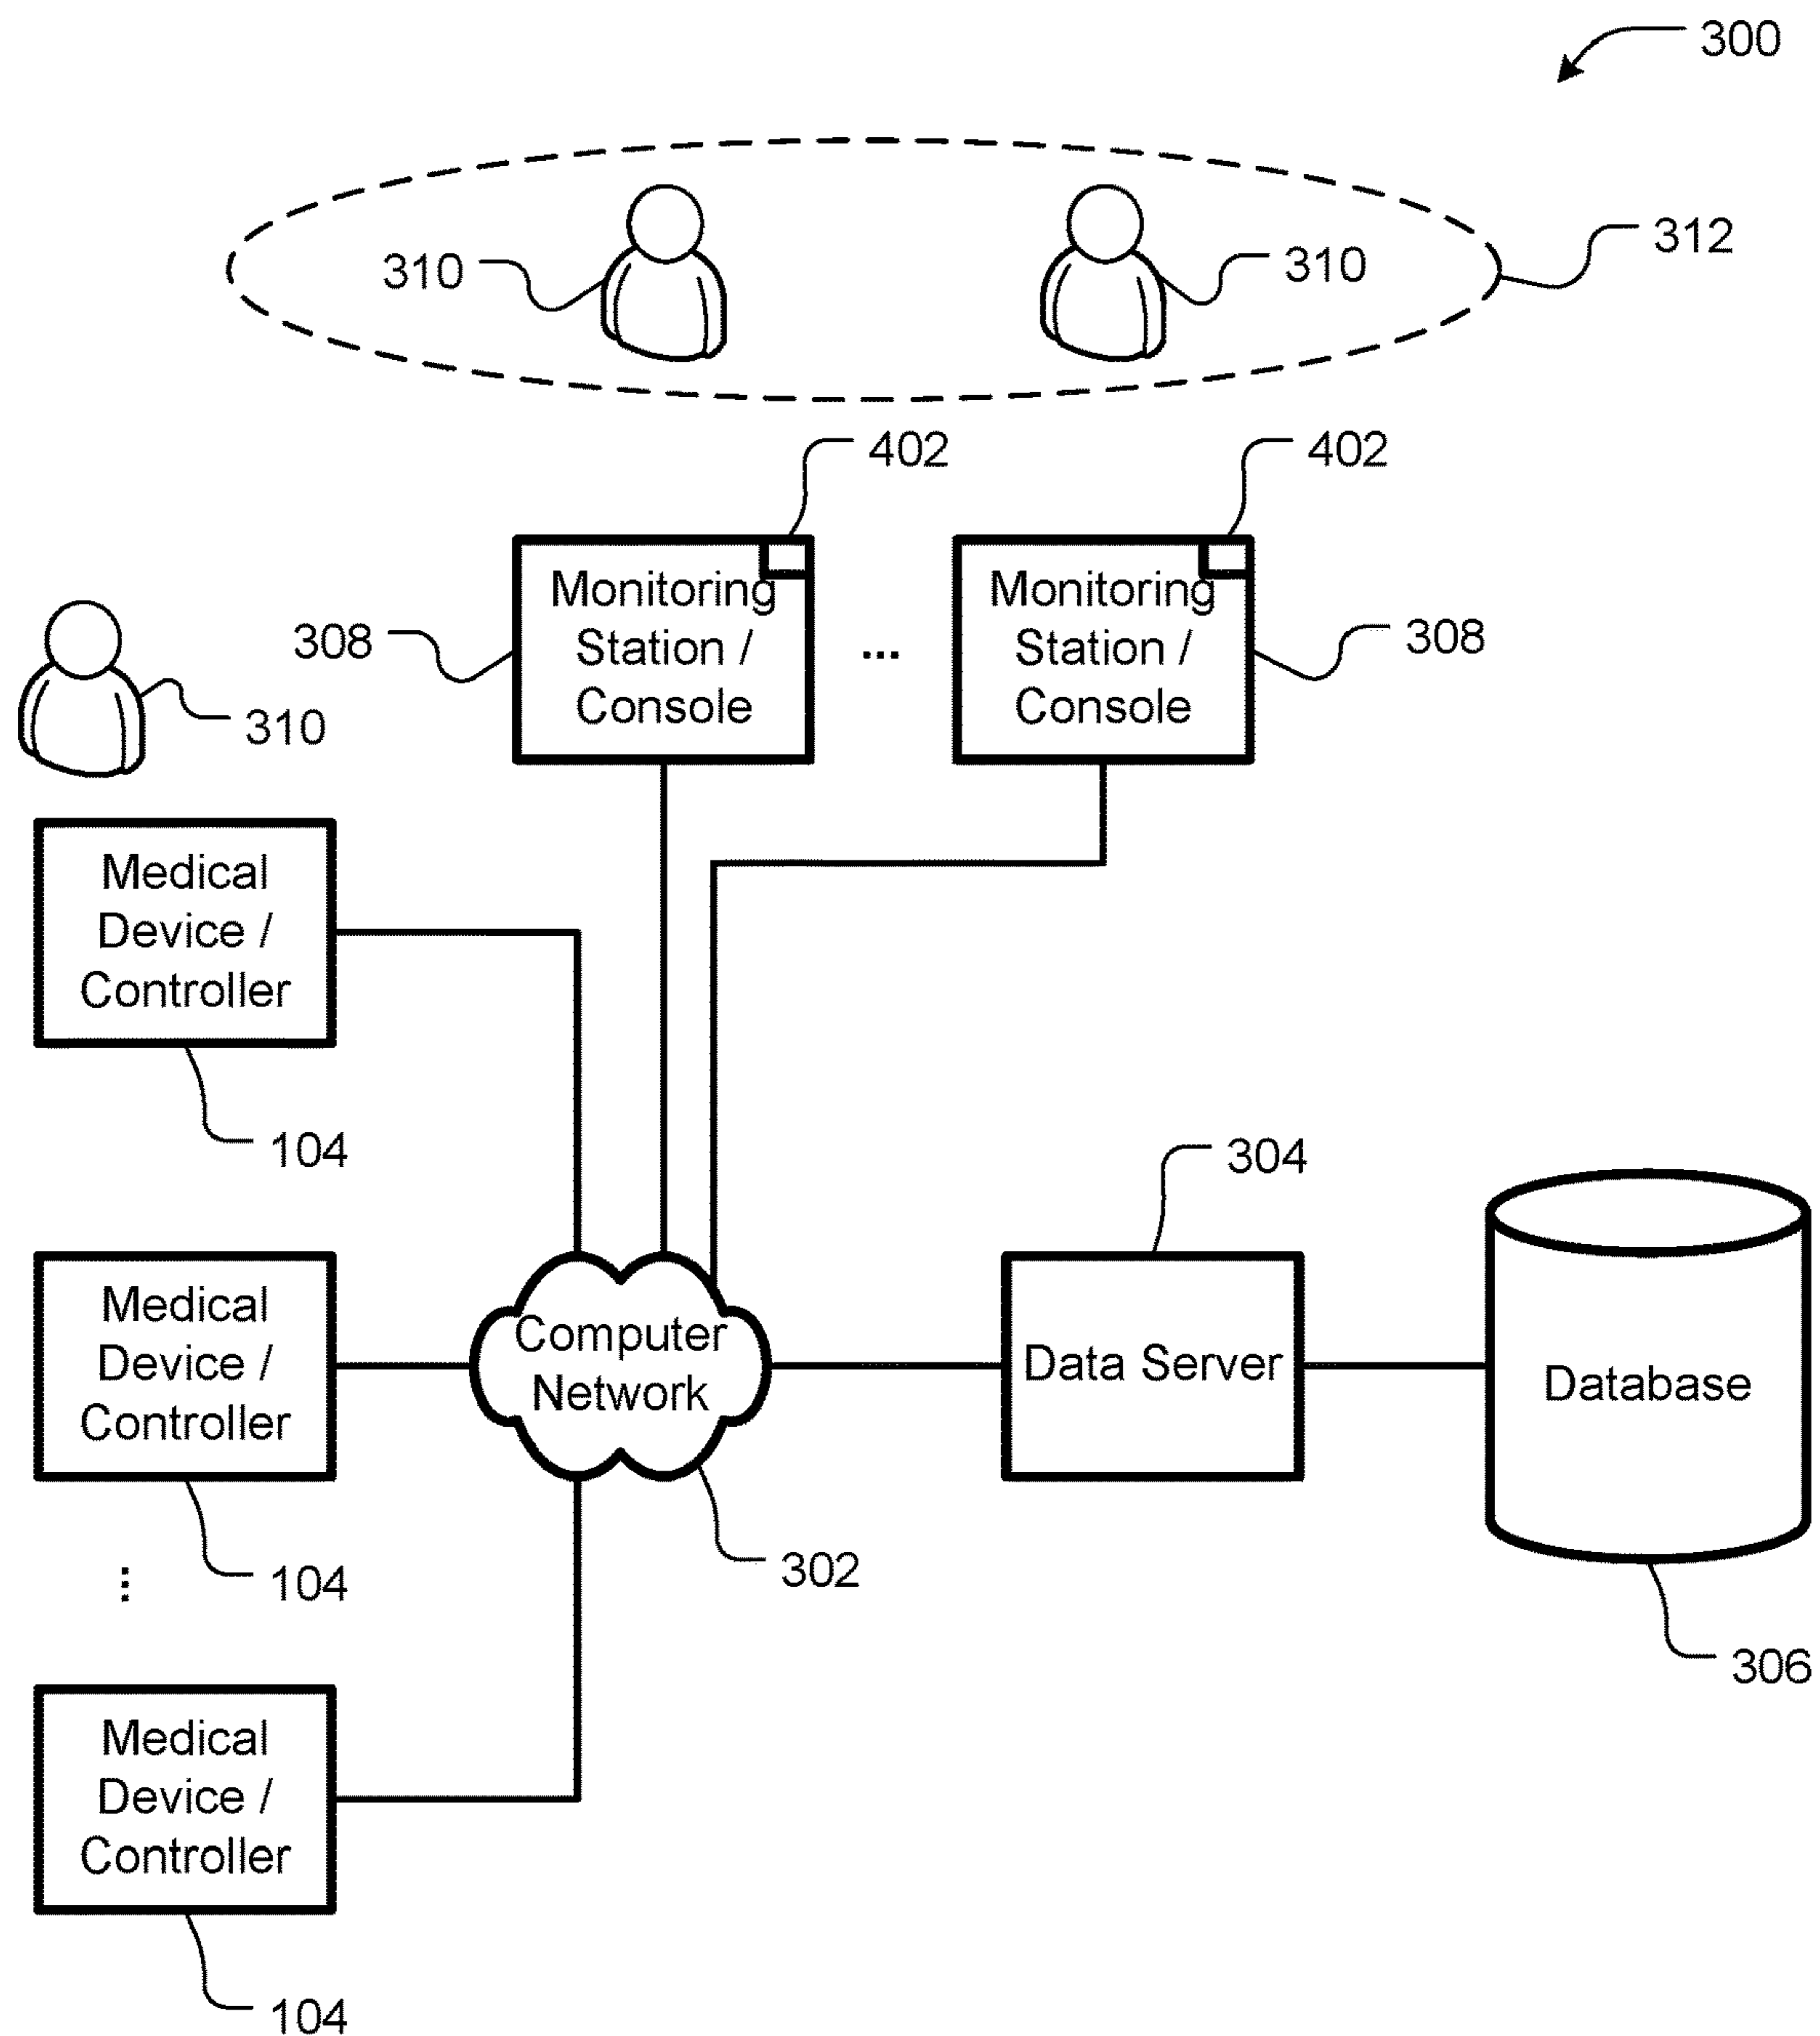 300
312
310
310
402
402
Monitoring
Station /
Console
...
Monitoring
Station /
Console
308
308
310
Medical
Device /
Controller
104
304
Medical
Device /
Controller
Computer
Network
Data Server
Database
104
...
302
306
Medical
Device /
Controller
104